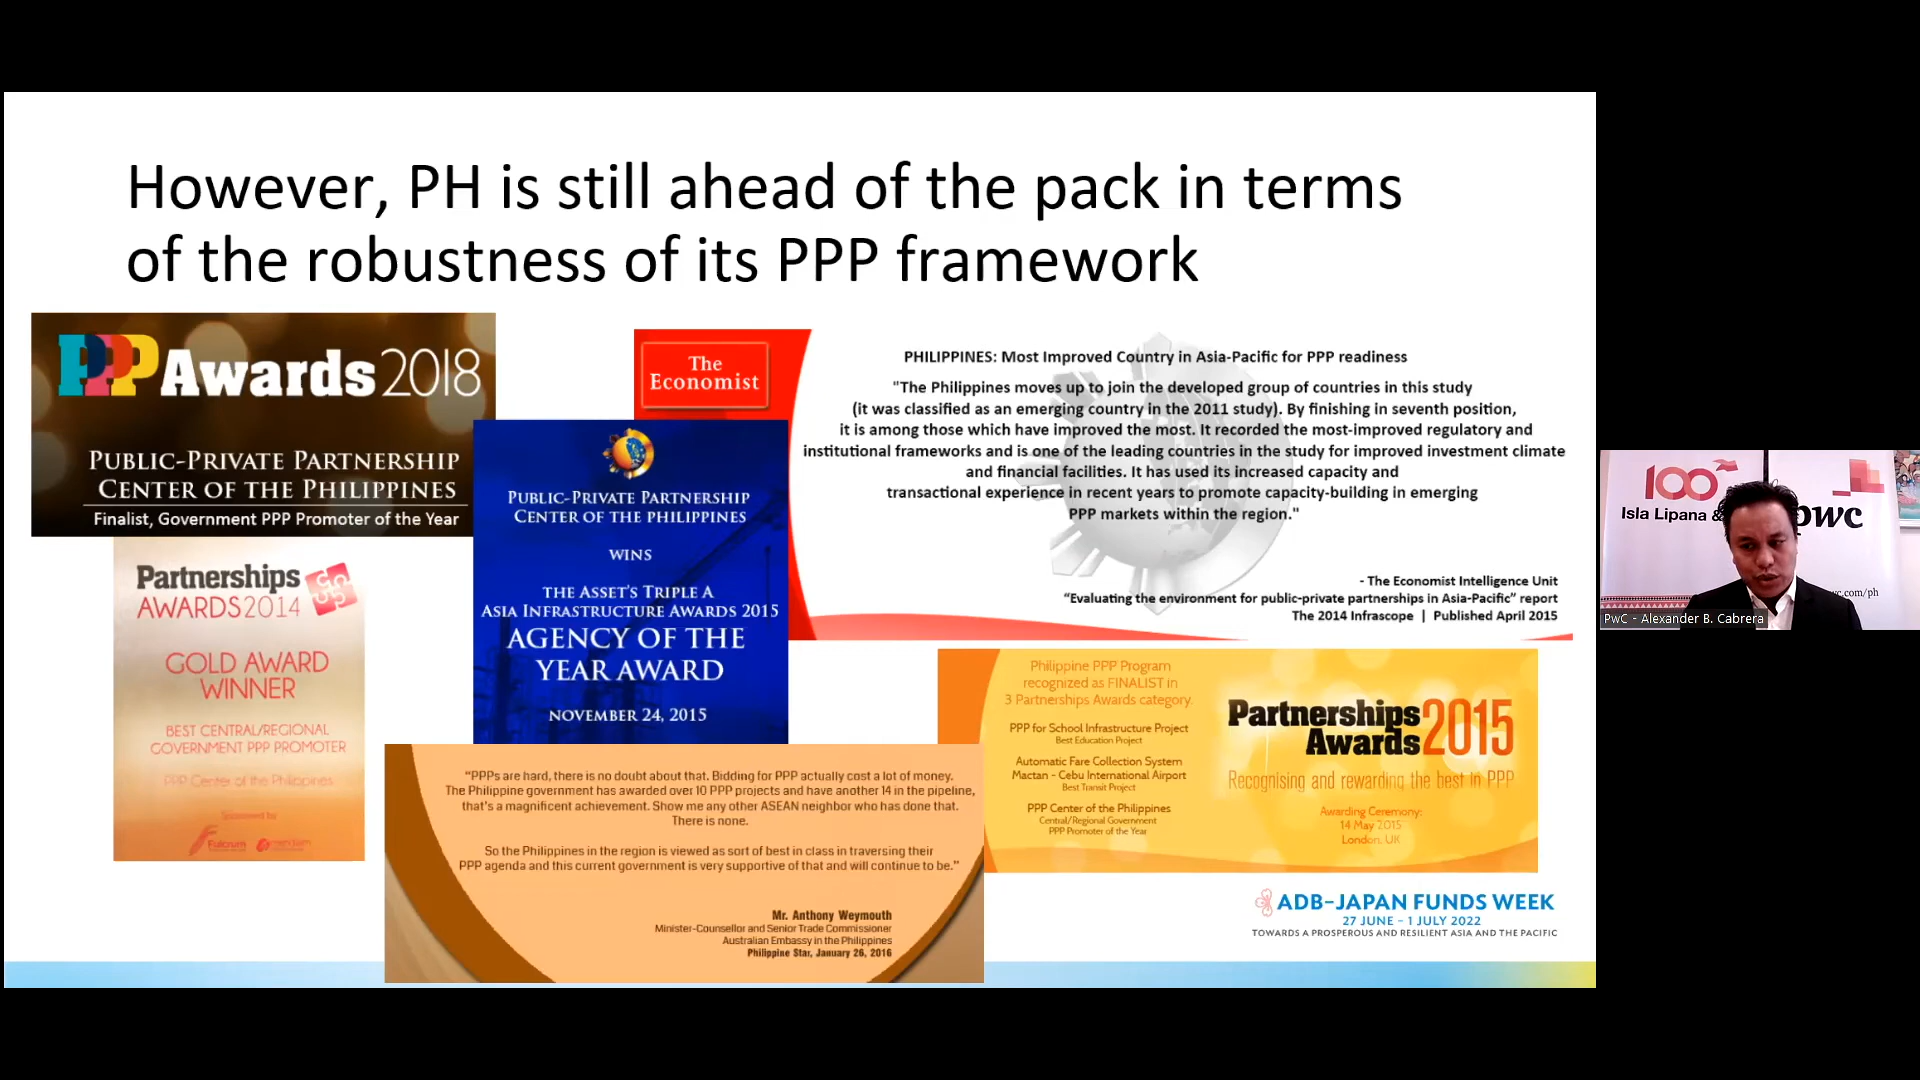 However, PH is still ahead of the pack in terms
of the robustness of its PPP framework
PPP Awards 2018
PUBLIC-PRIVATE PARTNERSHIP
CENTER OF THE PHILIPPINES
Finalist, Government PPP Promoter of the Year
Partnerships
AWARDS2014
GOLD AWARD
WINNER
BEST CENTRAL/REGIONAL
GOVERNMENT PPP PROMOTER
PPP Center of the Philippines
Sponsored by
Fulcrum
PUBLIC-PRIVATE PARTNERSHIP
CENTER OF THE PHILIPPINES
WINS
THE ASSET'S TRIPLE A
ASIA INFRASTRUCTURE AWARDS 2015
AGENCY OF THE
YEAR AWARD
NOVEMBER 24, 2015
The
Economist
PHILIPPINES: Most Improved Country in Asia-Pacific for PPP readiness
"The Philippines moves up to join the developed group of countries in this study
(it was classified as an emerging country in the 2011 study). By finishing in seventh position,
it is among those which have improved the most. It recorded the most-improved regulatory and
institutional frameworks and is one of the leading countries in the study for improved investment climate
and financial facilities. It has used its increased capacity and
transactional experience in recent years to promote capacity-building in emerging
PPP markets within the region."
- The Economist Intelligence Unit
"Evaluating the environment for public-private partnerships in Asia-Pacific" report
The 2014 Infrascope | Published April 2015
"PPPs are hard, there is no doubt about that. Bidding for PPP actually cost a lot of money.
The Philippine government has awarded over 10 PPP projects and have another 14 in the pipeline,
that's a magnificent achievement. Show me any other ASEAN neighbor who has done that.
There is none.
So the Philippines in the region is viewed as sort of best in class in traversing their
PPP agenda and this current government is very supportive of that and will continue to be."
Mr. Anthony Weymouth
Minister-Counsellor and Senior Trade Commissioner
Australian Embassy in the Philippines
Philippine Star, January 26, 2016
Philippine PPP Program
recognized as FINALIST in
3 Partnerships Awards category.
PPP for School Infrastructure Project
Best Education Project
Automatic Fare Collection System
Mactan - Cebu International Airport
Best Transit Project
PPP Center of the Philippines
Central/Regional Government
PPP Promoter of the Year
Partnerships
Awards 2015
Recognising and rewarding the best in PPP
Awarding Ceremony:
14 May 2015
London, UK
ADB-JAPAN FUNDS WEEK
27 JUNE – 1 JULY 2022
TOWARDS A PROSPEROUS AND RESILIENT ASIA AND THE PACIFIC
100
Isla Lipana &
pwc
.com/ph
PwC - Alexander B. Cabrera